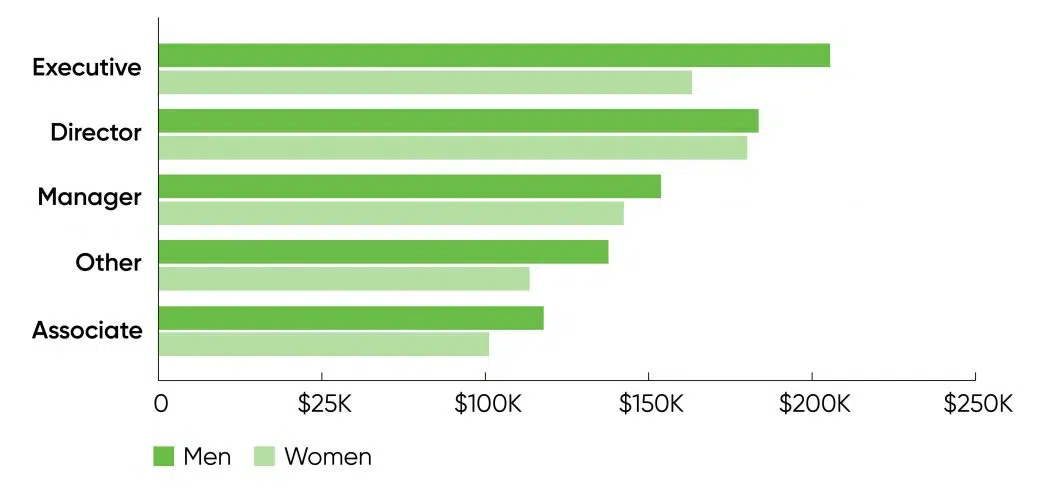 Executive
Director
Manager
Other
Associate
0 $25K $100K $150K $200K $250K
Men Women